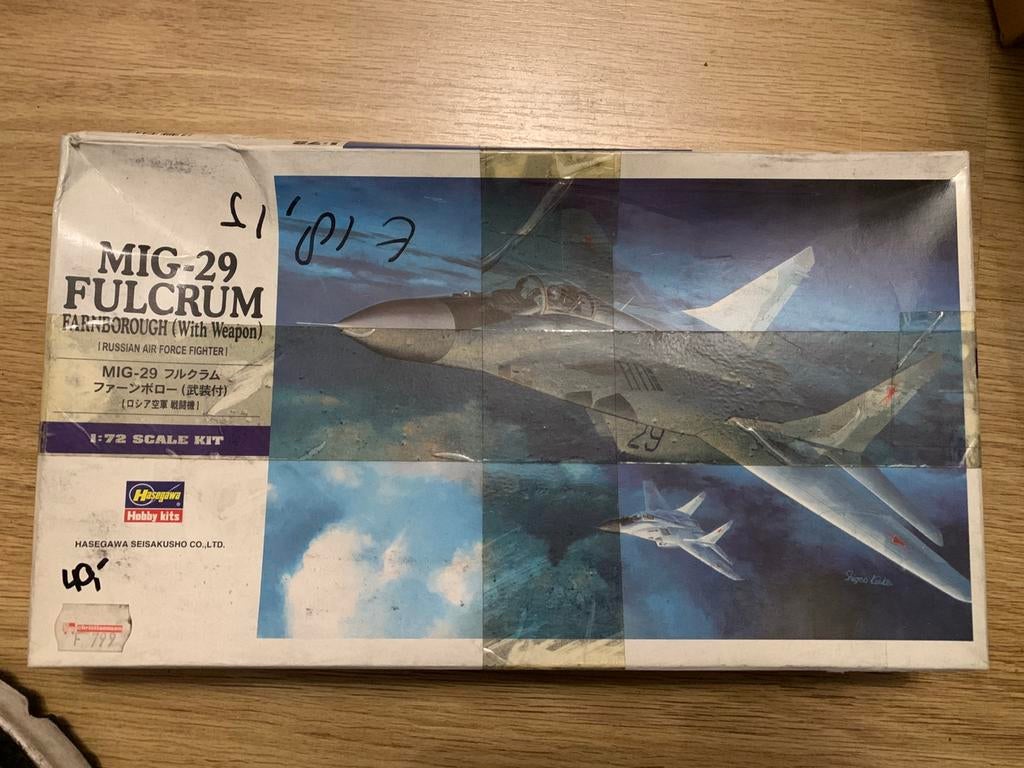 MIG-29
FULCRUM
FARNBOROUGH (With Weapon)
[RUSSIAN AIR FORCE FIGHTER]
MIG-29 フルクラム
ファーンボロー (武装付)
[ロシア空軍 戦闘機]
1:72 SCALE KIT
Hasegawa
Hobby kits
HASEGAWA SEISAKUSHO CO.,LTD.
40,-
29